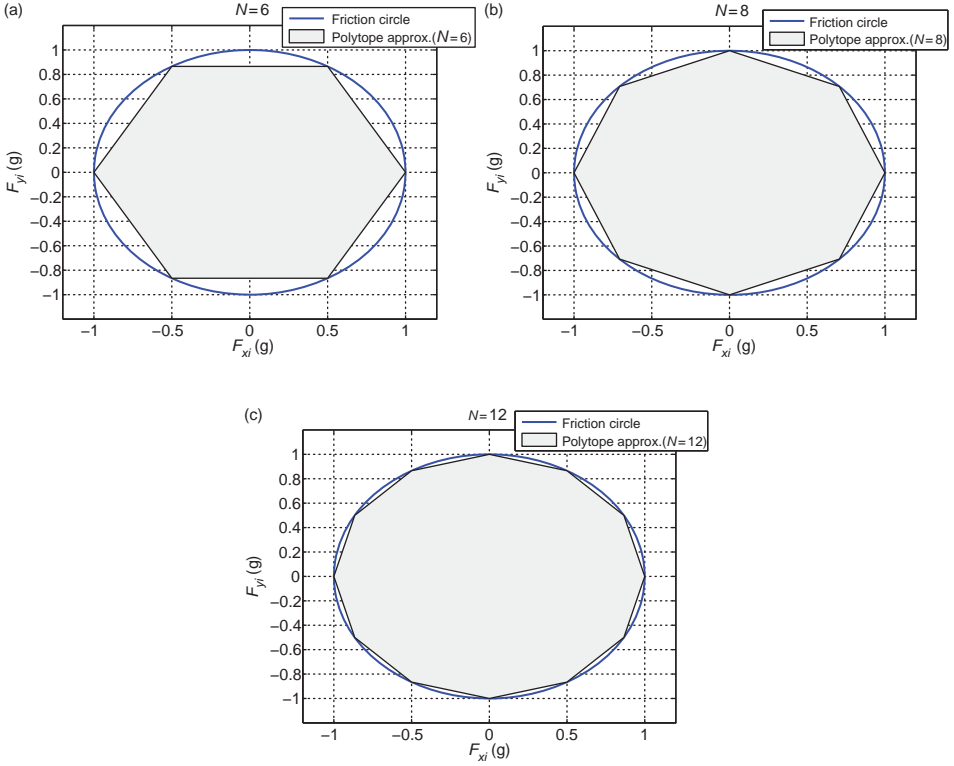 (a)
N=6
Friction circle
Polytope approx.(N=6)
1
0.8
0.6
0.4
0.2
0
−0.2
−0.4
−0.6
−0.8
−1
Fyi (g)
−1 −0.5 0 0.5 1
Fxi (g)
(b)
N=8
Friction circle
Polytope approx.(N=8)
1
0.8
0.6
0.4
0.2
0
−0.2
−0.4
−0.6
−0.8
−1
Fyi (g)
−1 −0.5 0 0.5 1
Fxi (g)
(c)
N=12
Friction circle
Polytope approx.(N=12)
1
0.8
0.6
0.4
0.2
0
−0.2
−0.4
−0.6
−0.8
−1
Fyi (g)
−1 −0.5 0 0.5 1
Fxi (g)